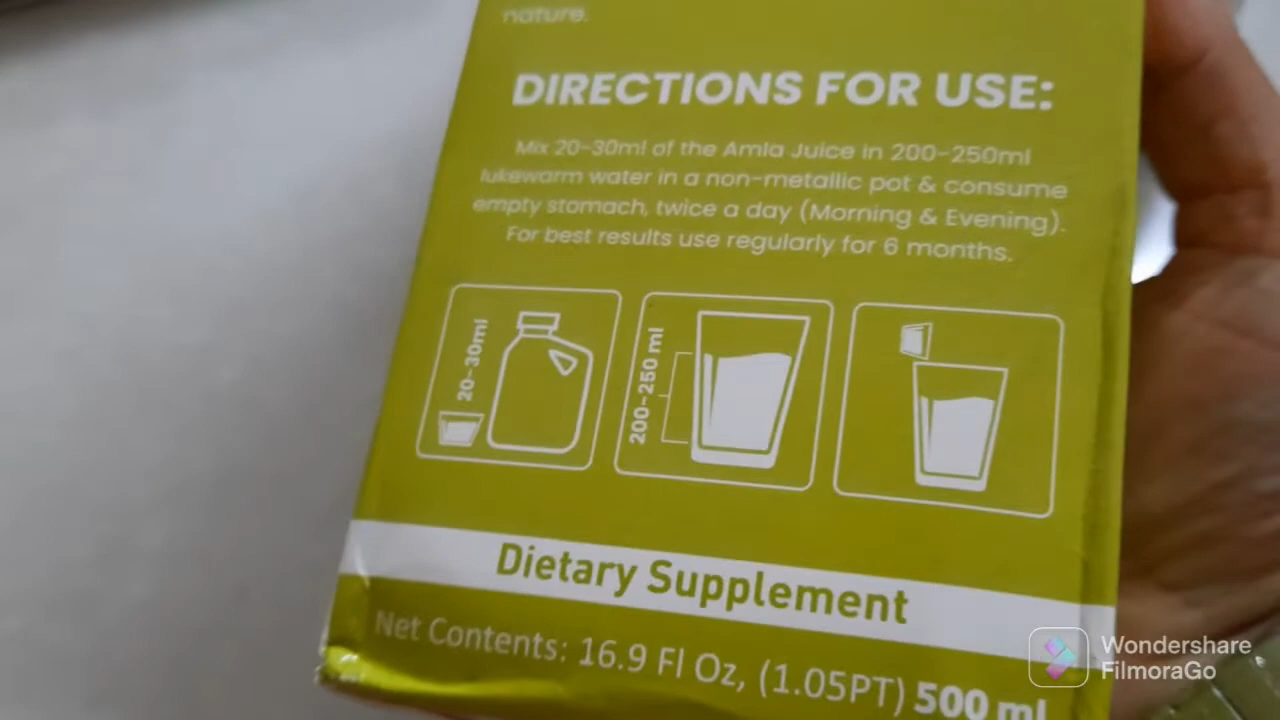 nature.
DIRECTIONS FOR USE:
Mix 20-30ml of the Amla Juice in 200-250ml
lukewarm water in a non-metallic pot & consume
empty stomach, twice a day (Morning & Evening).
For best results use regularly for 6 months.
20-30ml
200-250 ml
Dietary Supplement
Net Contents: 16.9 Fl Oz, (1.05PT) 500 ml
Wondershare
FilmoraGo